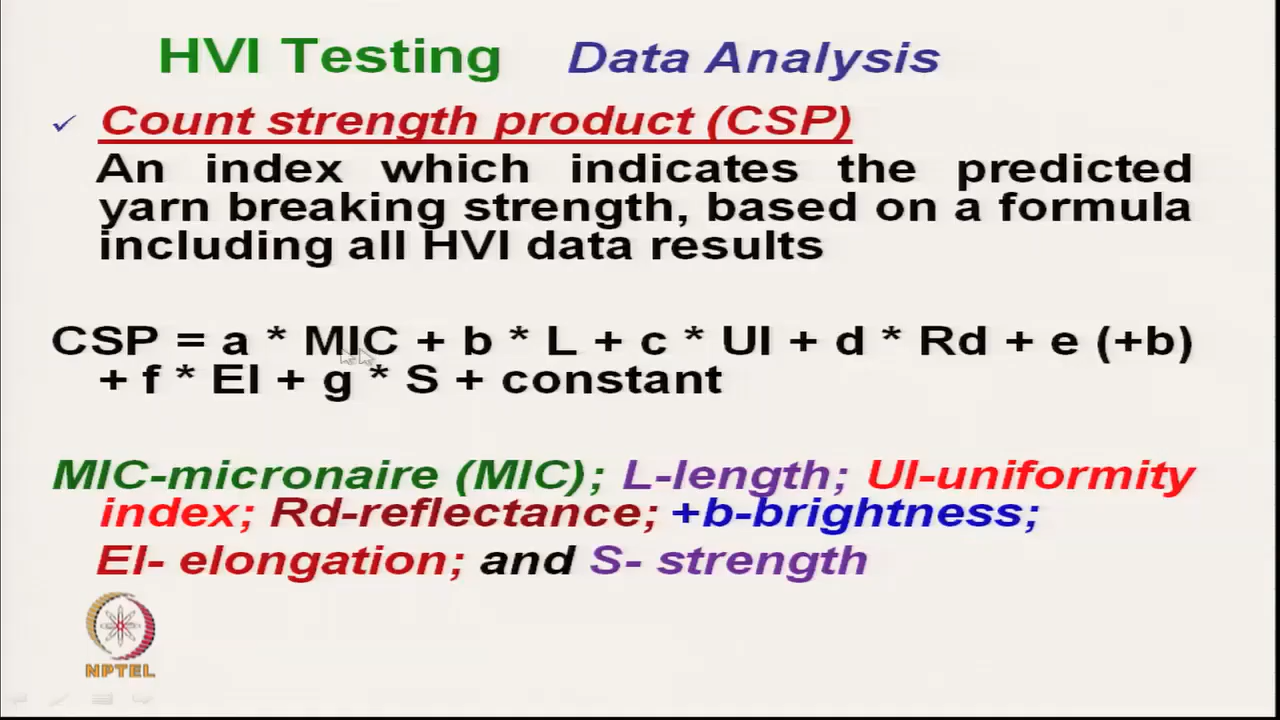 HVI Testing Data Analysis
✓ Count strength product (CSP)
An index which indicates the predicted
yarn breaking strength, based on a formula
including all HVI data results
CSP = a * MIC + b * L + c * UI + d * Rd + e (+b)
+ f * EI + g * S + constant
MIC-micronaire (MIC); L-length; UI-uniformity
index; Rd-reflectance; +b-brightness;
EI- elongation; and S- strength
NPTEL